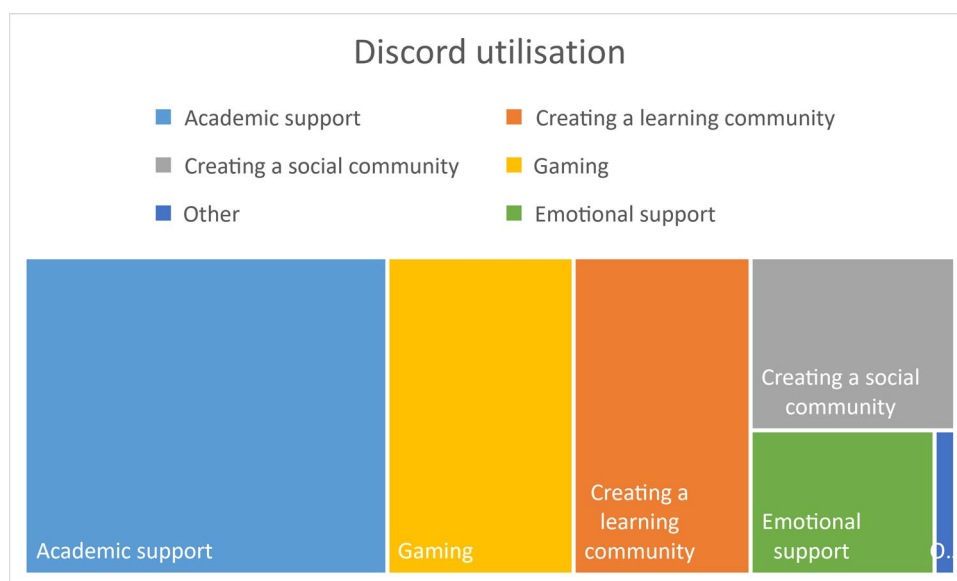 Discord utilisation
Academic support
Creating a learning community
Creating a social community
Gaming
Other
Emotional support
Academic support
Gaming
Creating a
learning
community
Creating a social
community
Emotional
support
O...